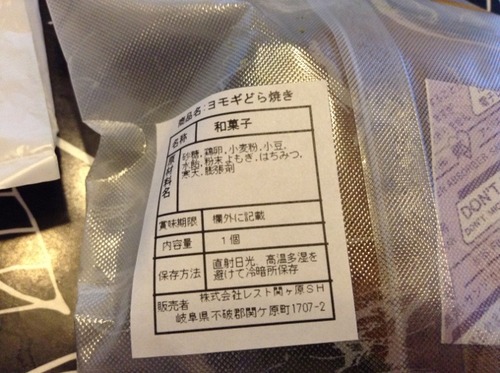 商品名:ヨモギどら焼き
名称 和菓子
原材料名 砂糖,鶏卵,小麦粉,小豆,
水飴,粉末よもぎ,はちみつ,
寒天,膨張剤
賞味期限 欄外に記載
内容量 1個
保存方法 直射日光、高温多湿を
避けて冷暗所保存
販売者 株式会社レスト関ヶ原SH
岐阜県不破郡関ケ原町1707-2
DON'T
DON'T